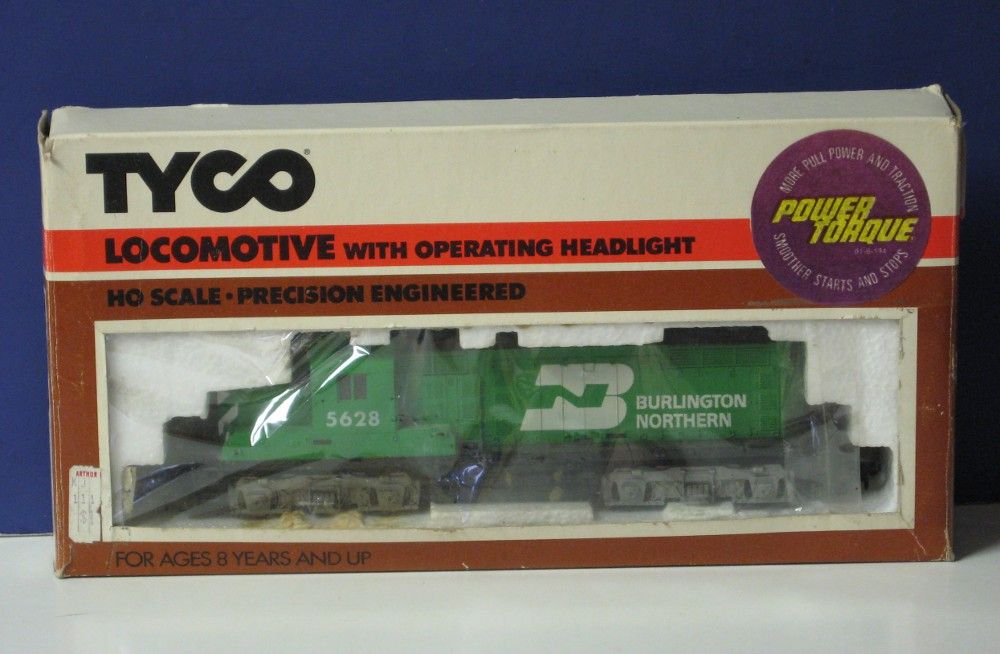 TYCO®
LOCOMOTIVE WITH OPERATING HEADLIGHT
HO SCALE • PRECISION ENGINEERED
MORE PULL POWER AND TRACTION
POWER
TORQUE
SMOOTHER STARTS AND STOPS
5628
BURLINGTON
NORTHERN
ARTHUR
FOR AGES 8 YEARS AND UP